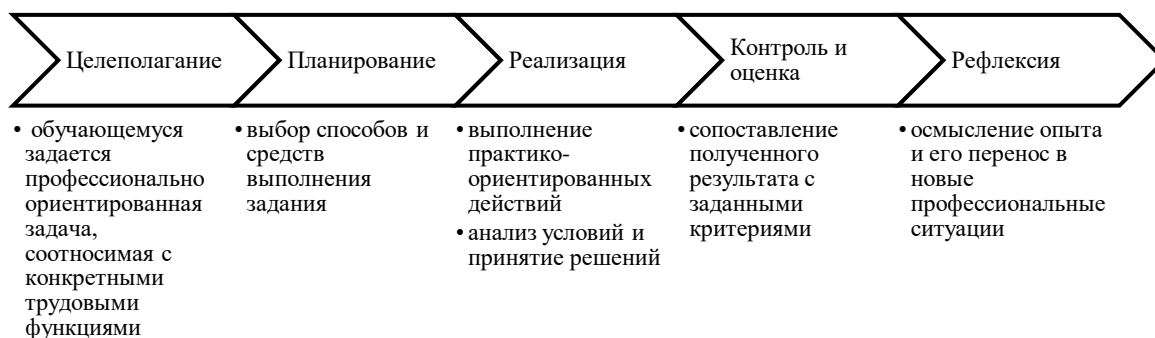 Целеполагание
Планирование
Реализация
Контроль и
оценка
Рефлексия
• обучающемуся
задается
профессионально
ориентированная
задача,
соотносимая с
конкретными
трудовыми
функциями
• выбор способов и
средств
выполнения
задания
• выполнение
практико-
ориентированных
действий
• анализ условий и
принятие решений
• сопоставление
полученного
результата с
заданными
критериями
• осмысление опыта
и его перенос в
новые
профессиональные
ситуации